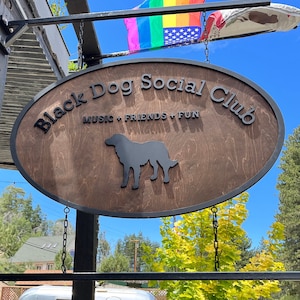 Black Dog Social Club
MUSIC • FRIENDS • FUN